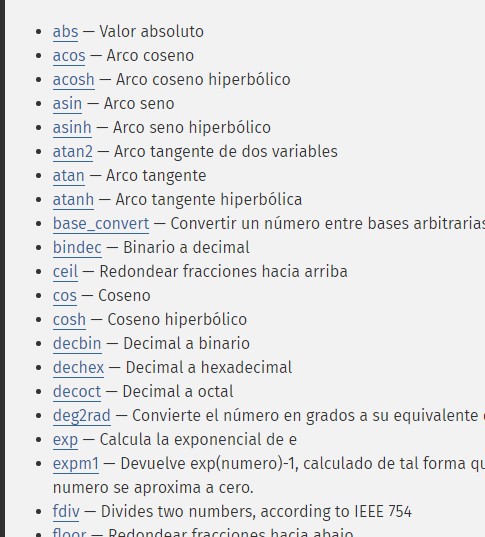 abs — Valor absoluto
acos — Arco coseno
acosh — Arco coseno hiperbólico
asin — Arco seno
asinh — Arco seno hiperbólico
atan2 — Arco tangente de dos variables
atan — Arco tangente
atanh — Arco tangente hiperbólica
base_convert — Convertir un número entre bases arbitrarias
bindec — Binario a decimal
ceil — Redondear fracciones hacia arriba
cos — Coseno
cosh — Coseno hiperbólico
decbin — Decimal a binario
dechex — Decimal a hexadecimal
decoct — Decimal a octal
deg2rad — Convierte el número en grados a su equivalente
exp — Calcula la exponencial de e
expm1 — Devuelve exp(numero)-1, calculado de tal forma
numero se aproxima a cero.
fdiv — Divides two numbers, according to IEEE 754
floor — Redondear fracciones hacia abajo